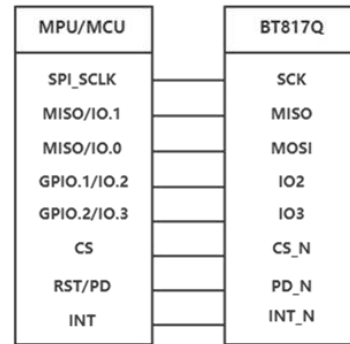 MPU/MCU BT817Q
SPI_SCLK SCK
MISO/IO.1 MISO
MISO/IO.0 MOSI
GPIO.1/IO.2 IO2
GPIO.2/IO.3 IO3
CS CS_N
RST/PD PD_N
INT INT_N